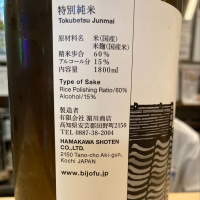 特別純米
Tokubetsu Junmai
原材料名 米(国産)
米麹(国産米)
精米歩合 60%
アルコール分 15%
内容量 1800ml
Type of Sake
Rice Polishing Ratio/60%
Alcohol/15%
製造者
有限会社 濵川商店
高知県安芸郡田野町2150
Tel. 0887-38-2004
HAMAKAWA SHOTEN
CO.,LTD.
2150 Tano-cho Aki-gun,
Kochi JAPAN
www.bijofu.jp